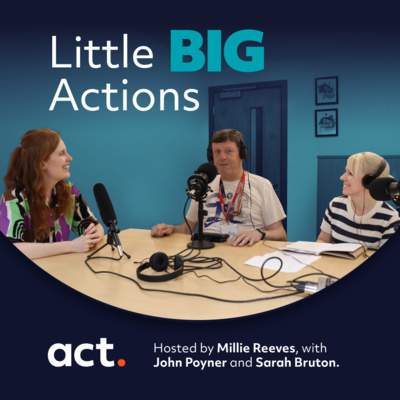 Little BIG
Actions
act.
Hosted by Millie Reeves, with
John Poyner and Sarah Bruton.